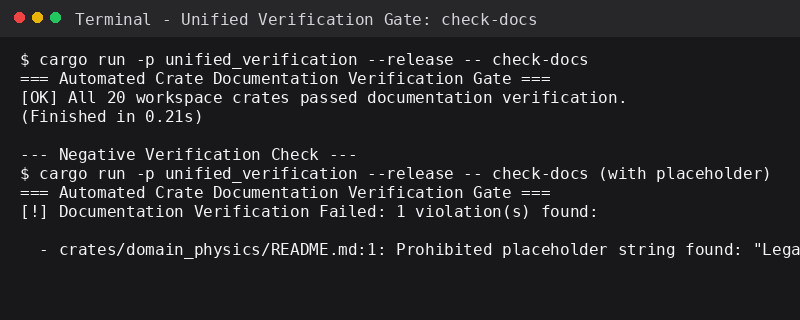 Terminal - Unified Verification Gate: check-docs
$ cargo run -p unified_verification --release -- check-docs
=== Automated Crate Documentation Verification Gate ===
[OK] All 20 workspace crates passed documentation verification.
(Finished in 0.21s)
--- Negative Verification Check ---
$ cargo run -p unified_verification --release -- check-docs (with placeholder)
=== Automated Crate Documentation Verification Gate ===
[!] Documentation Verification Failed: 1 violation(s) found:
- crates/domain_physics/README.md:1: Prohibited placeholder string found: "Lega